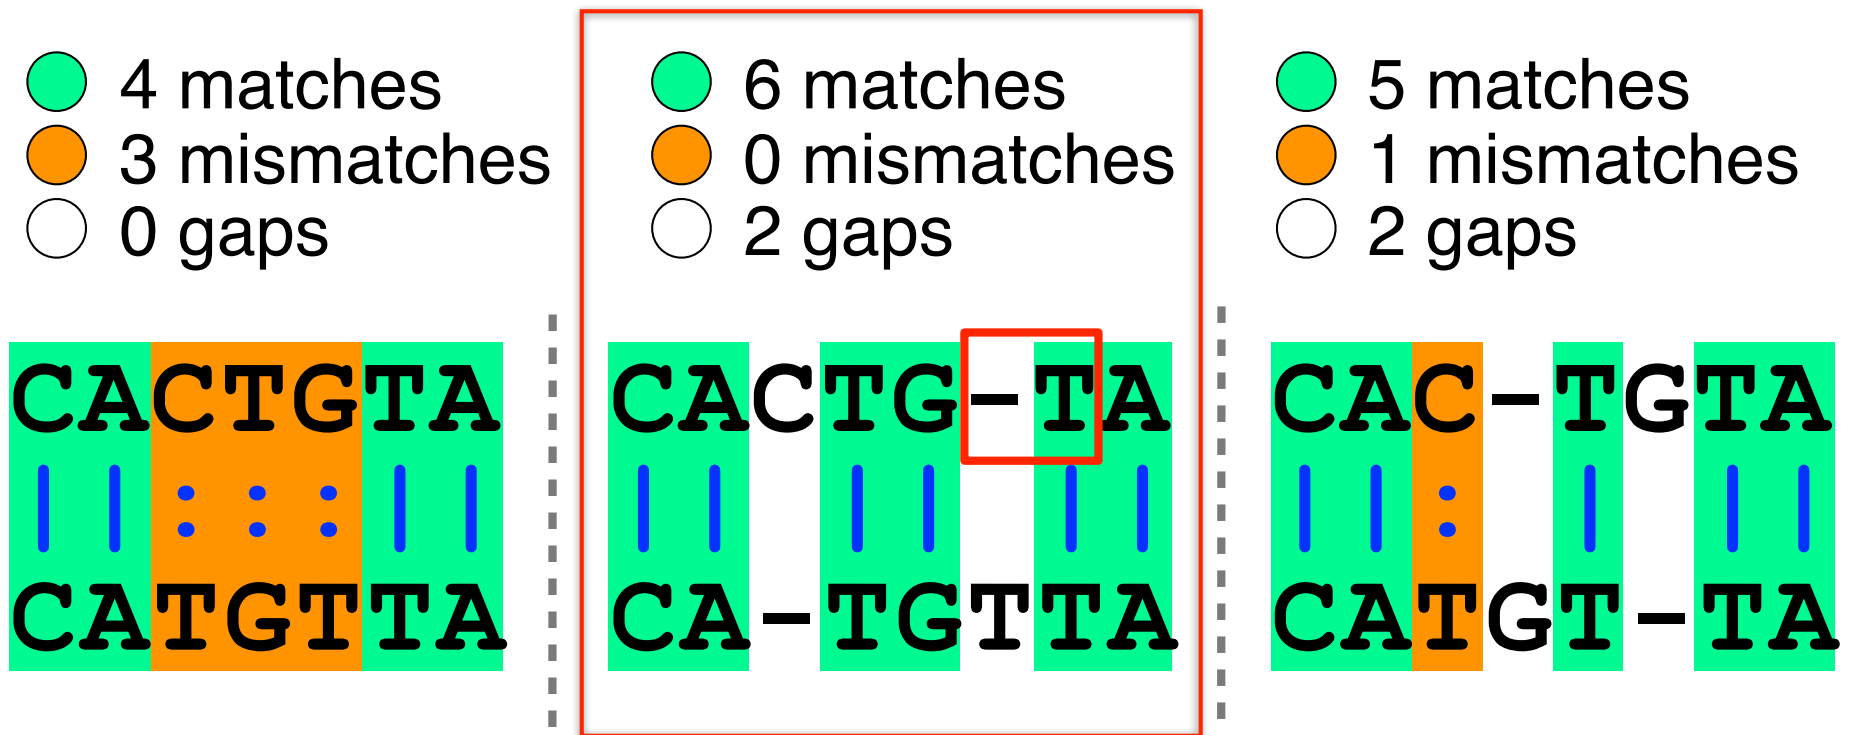 4 matches
3 mismatches
0 gaps
CACTGTA
CATGTTA
6 matches
0 mismatches
2 gaps
CACTG-TA
CA-TGTTA
5 matches
1 mismatches
2 gaps
CAC-TGTA
CATGT-TA